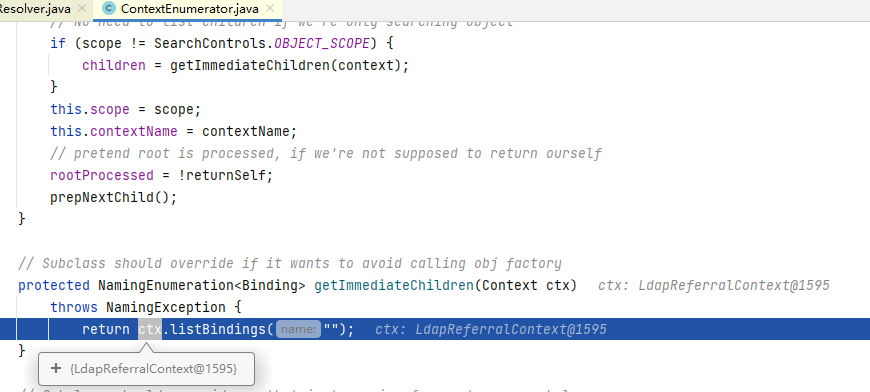 Resolver.java × ContextEnumerator.java ×
// No need to list children if we're only searching object
if (scope != SearchControls.OBJECT_SCOPE) {
children = getImmediateChildren(context);
}
this.scope = scope;
this.contextName = contextName;
// pretend root is processed, if we're not supposed to return ourself
rootProcessed = !returnSelf;
prepNextChild();
}
// Subclass should override if it wants to avoid calling obj factory
protected NamingEnumeration<Binding> getImmediateChildren(Context ctx) ctx: LdapReferralContext@1595
throws NamingException {
return ctx.listBindings( name: ""); ctx: LdapReferralContext@1595
}
+ {LdapReferralContext@1595}